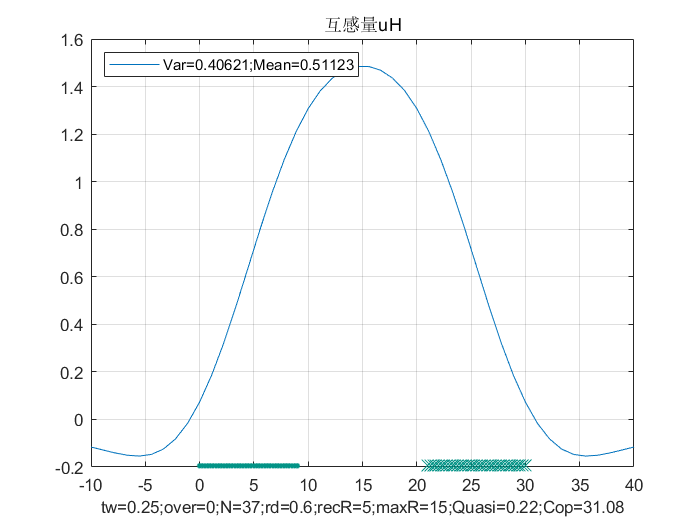 互感量uH
1.6
Var=0.40621;Mean=0.51123
1.4
1.2
1
0.8
0.6
0.4
0.2
0
-0.2
-10 -5 0 5 10 15 20 25 30 35 40
tw=0.25;over=0;N=37;rd=0.6;recR=5;maxR=15;Quasi=0.22;Cop=31.08